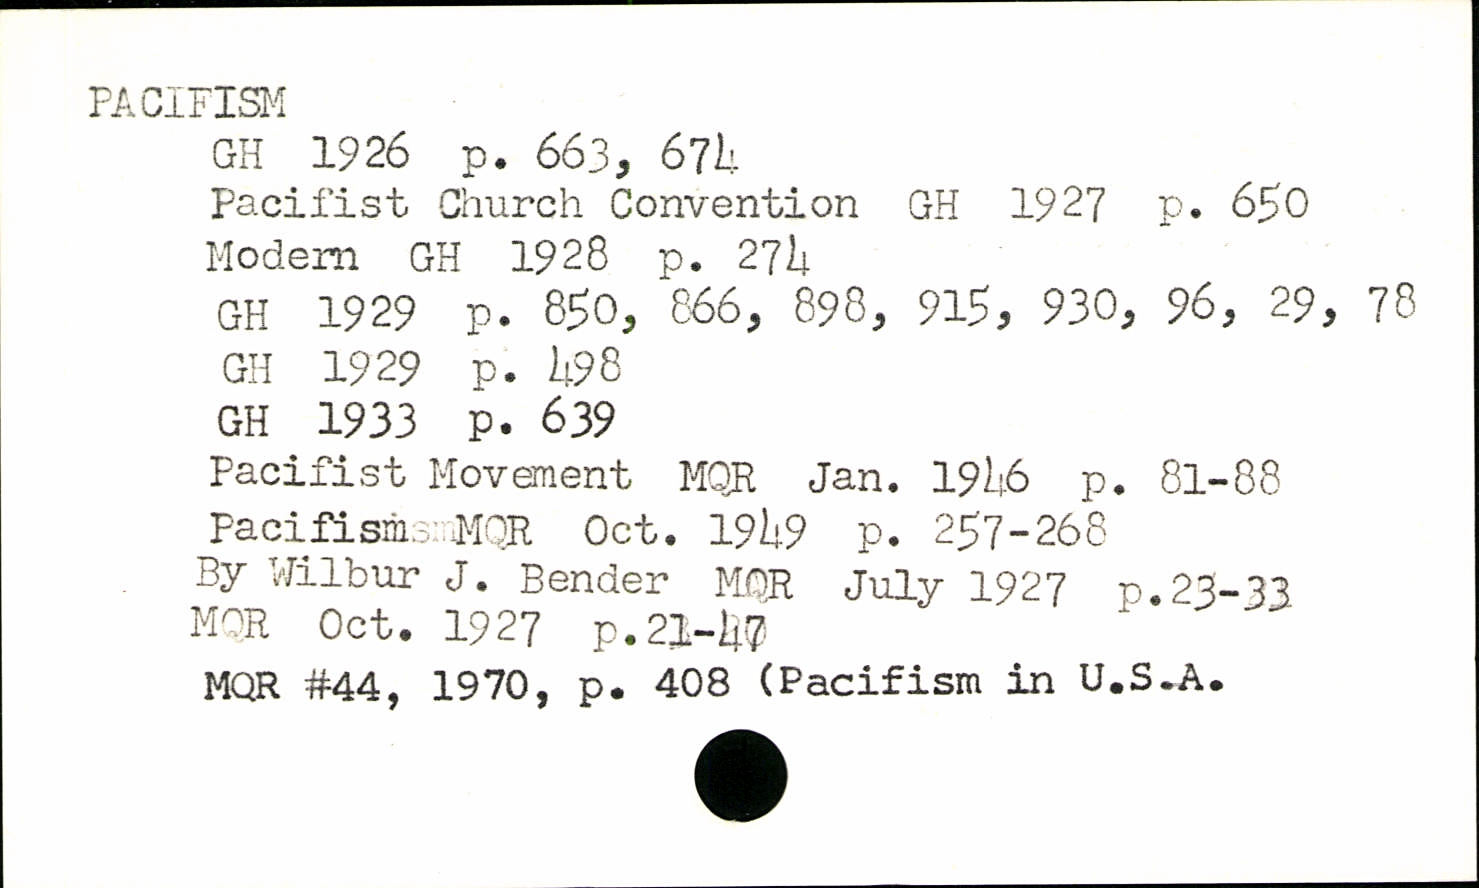 PACIFISM
GH 1926 p. 663, 674
Pacifist Church Convention GH 1927 p. 650
Modern GH 1928 p. 274
GH 1929 p. 850, 866, 898, 915, 930, 96, 29, 78
GH 1929 p. 498
GH 1933 p. 639
Pacifist Movement MQR Jan. 1946 p. 81-88
Pacifism MQR Oct. 1949 p. 257-268
By Wilbur J. Bender MQR July 1927 p.23-33
MQR Oct. 1927 p.21-47
MQR #44, 1970, p. 408 (Pacifism in U.S.A.